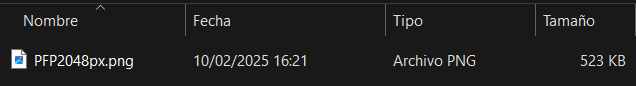 Nombre Fecha Tipo Tamaño
PFP2048px.png 10/02/2025 16:21 Archivo PNG 523 KB